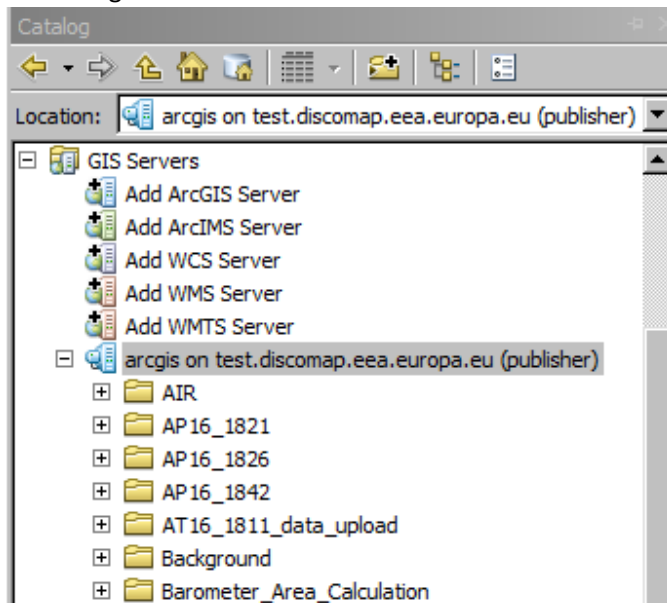 Catalog
Location: arcgis on test.discomap.eea.europa.eu (publisher)
GIS Servers
Add ArcGIS Server
Add ArcIMS Server
Add WCS Server
Add WMS Server
Add WMTS Server
arcgis on test.discomap.eea.europa.eu (publisher)
AIR
AP16_1821
AP16_1826
AP16_1842
AT16_1811_data_upload
Background
Barometer_Area_Calculation